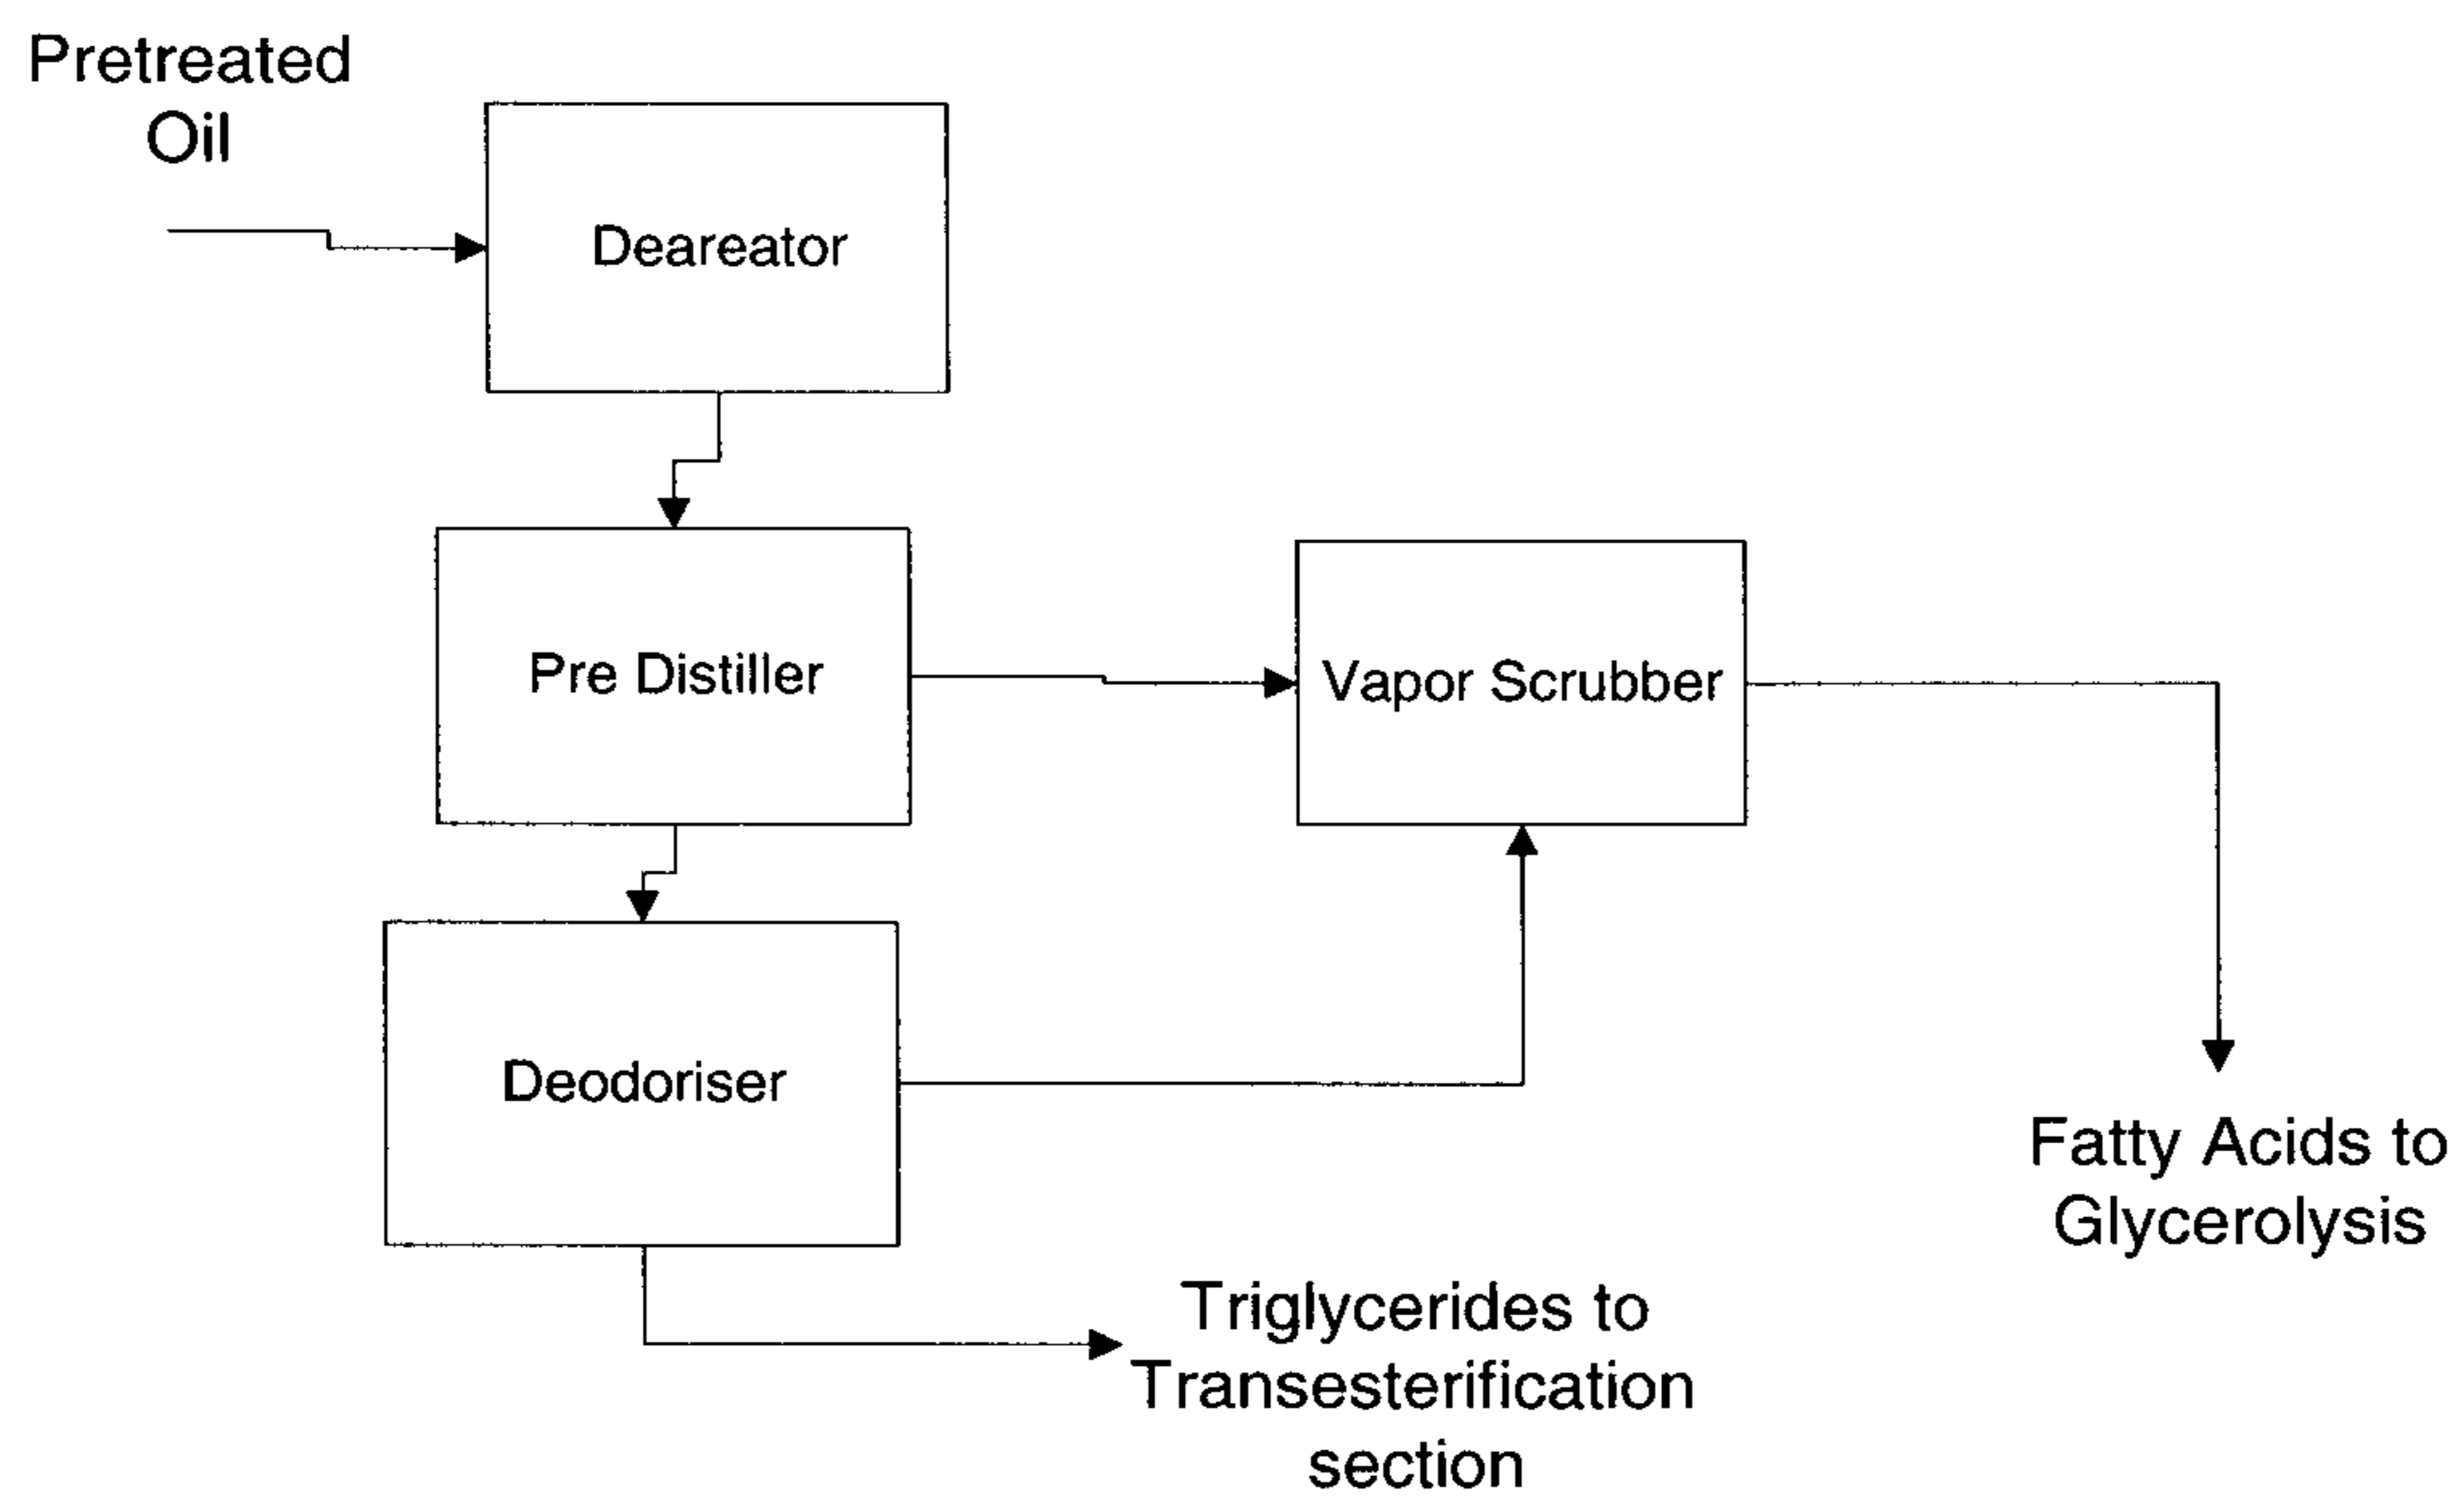 Pretreated
Oil
Deareator
Pre Distiller
Vapor Scrubber
Deodoriser
Fatty Acids to
Glycerolysis
Triglycerides to
Transesterification
section